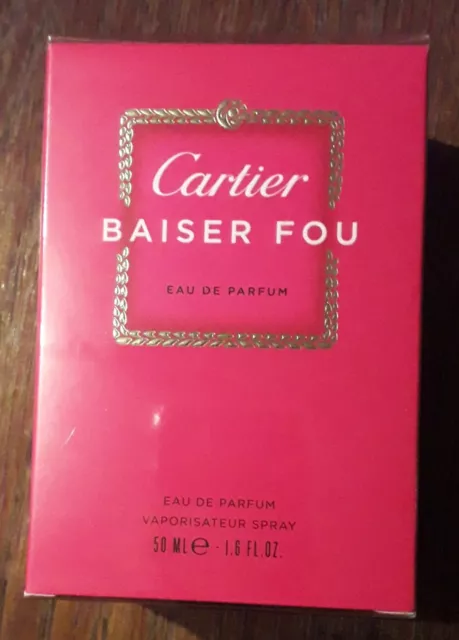 Cartier
BAISER FOU
EAU DE PARFUM
EAU DE PARFUM
VAPORISATEUR SPRAY
50 ML℮ - 1.6 FL.OZ.